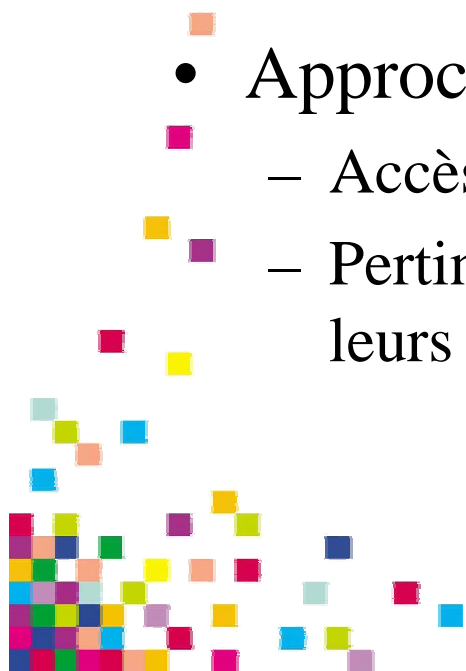 • Approc
– Accès
– Pertin
leurs